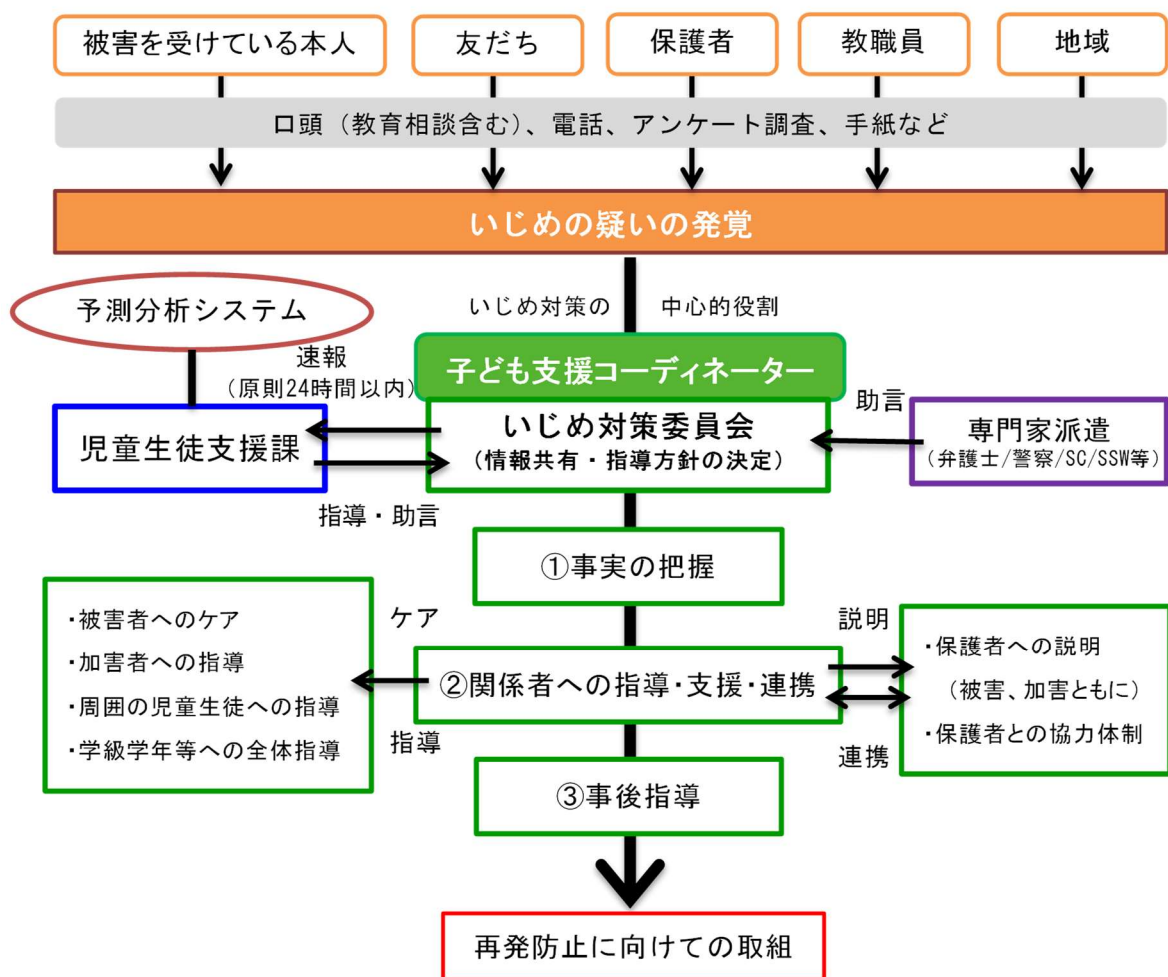 被害を受けている本人
友だち
保護者
教職員
地域
口頭（教育相談含む）、電話、アンケート調査、手紙など
いじめの疑いの発覚
いじめ対策の 中心的役割
予測分析システム
速報
（原則24時間以内）
子ども支援コーディネーター
いじめ対策委員会
（情報共有・指導方針の決定）
児童生徒支援課
助言
専門家派遣
（弁護士/警察/SC/SSW等）
指導・助言
①事実の把握
・被害者へのケア
・加害者への指導
・周囲の児童生徒への指導
・学級学年等への全体指導
ケア
指導
②関係者への指導・支援・連携
説明
連携
・保護者への説明
（被害、加害ともに）
・保護者との協力体制
③事後指導
再発防止に向けての取組